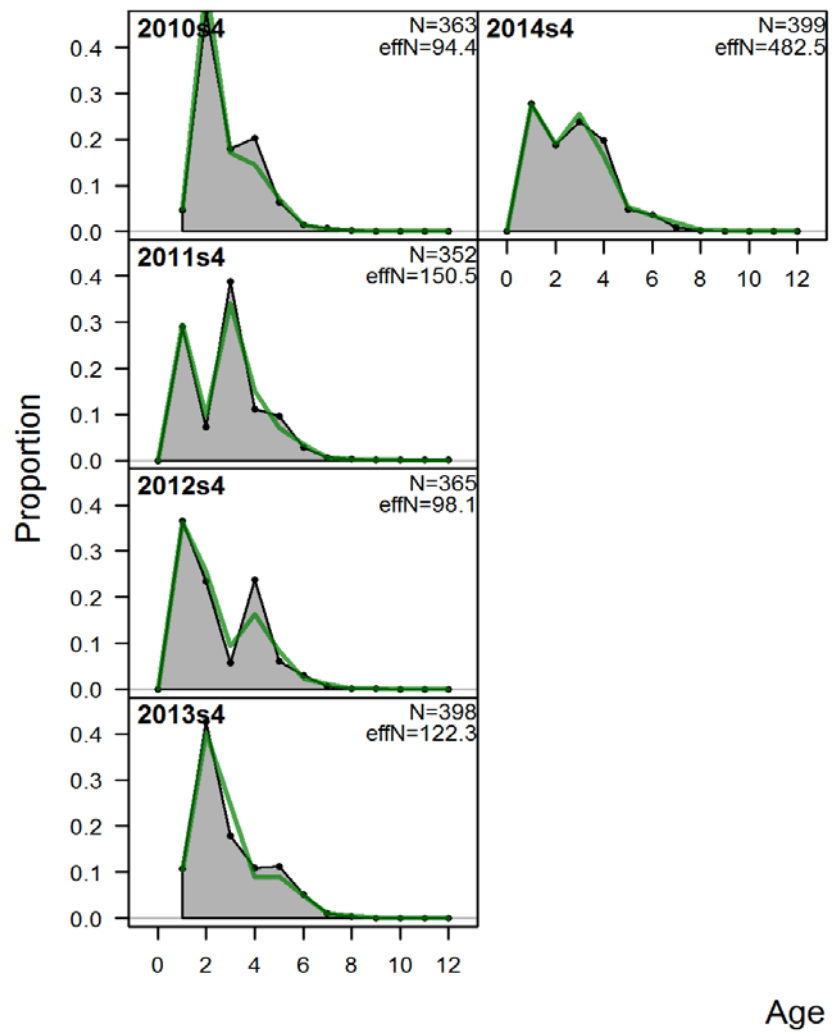 Proportion
2010s4
N=363
effN=94.4
0.4
0.3
0.2
0.1
0.0
2014s4
N=399
effN=482.5
0 2 4 6 8 10 12
2011s4
N=352
effN=150.5
0.4
0.3
0.2
0.1
0.0
2012s4
N=365
effN=98.1
0.4
0.3
0.2
0.1
0.0
2013s4
N=398
effN=122.3
0.4
0.3
0.2
0.1
0.0
0 2 4 6 8 10 12
Age